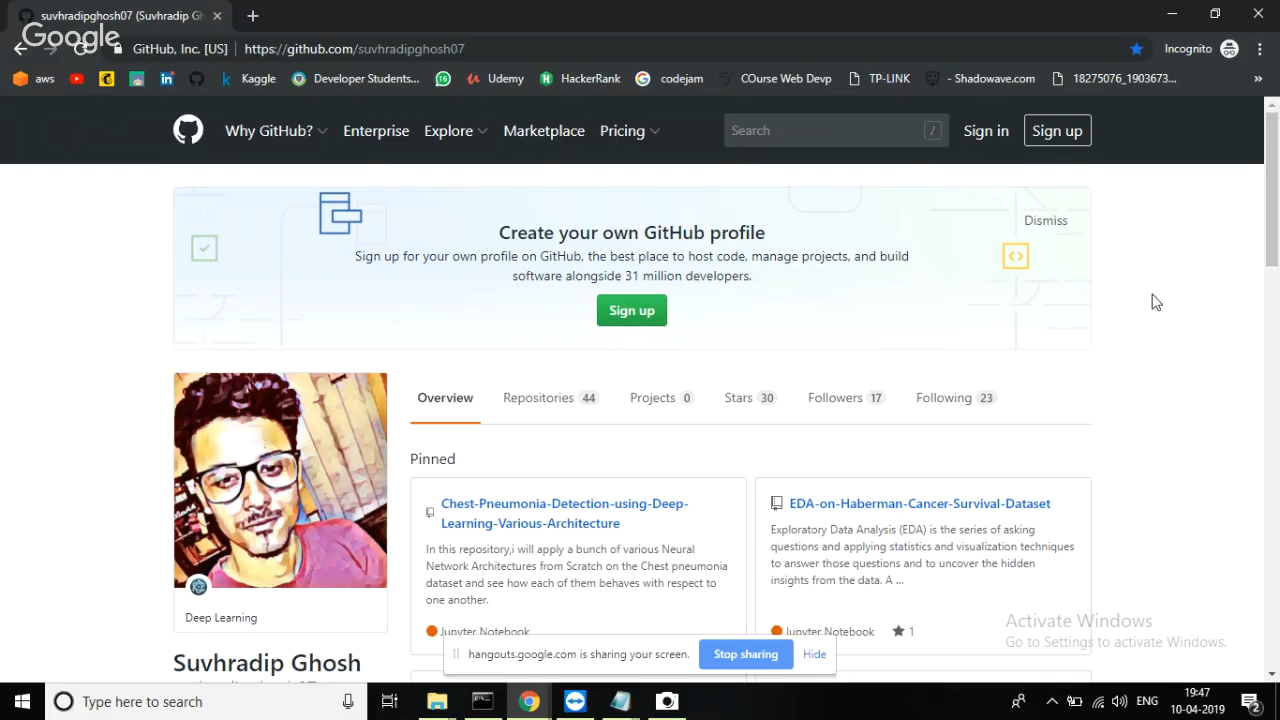 suvhradipghosh07 (Suvhradip Gh
Google
GitHub, Inc. [US] https://github.com/suvhradipghosh07 Incognito
aws Kaggle Developer Students... 16 Udemy HackerRank codejam COurse Web Devp TP-LINK - Shadowave.com 18275076_1903673... »
Why GitHub? Enterprise Explore Marketplace Pricing Search / Sign in Sign up
Dismiss
Create your own GitHub profile
Sign up for your own profile on GitHub, the best place to host code, manage projects, and build
software alongside 31 million developers.
Sign up
Overview Repositories 44 Projects 0 Stars 30 Followers 17 Following 23
Pinned
Chest-Pneumonia-Detection-using-Deep-
Learning-Various-Architecture
In this repository,i will apply a bunch of various Neural
Network Architectures from Scratch on the Chest pneumonia
dataset and see how each of them behaves with respect to
one another.
Jupyter Notebook
EDA-on-Haberman-Cancer-Survival-Dataset
Exploratory Data Analysis (EDA) is the series of asking
questions and applying statistics and visualization techniques
to answer those questions and to uncover the hidden
insights from the data. A ...
Jupyter Notebook 1
Deep Learning
Suvhradip Ghosh
Activate Windows
Go to Settings to activate Windows.
hangouts.google.com is sharing your screen. Stop sharing Hide
Type here to search
ENG
19:47
10-04-2019
2